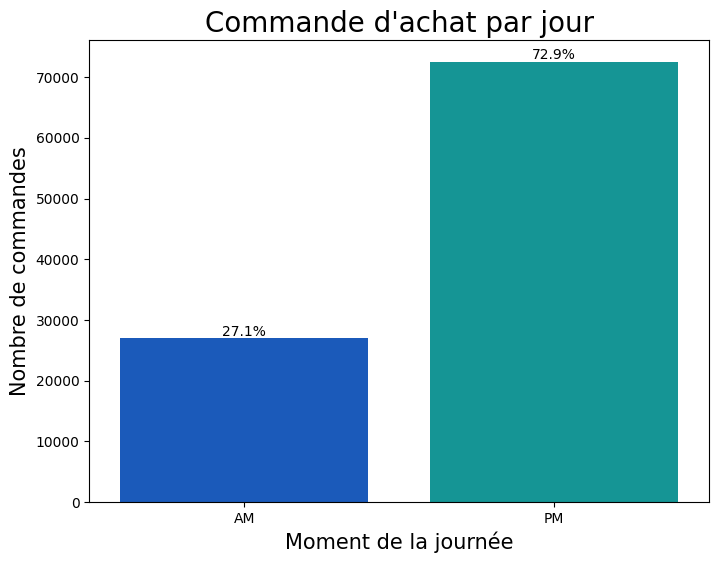 Commande d'achat par jour
72.9%
70000
60000
50000
40000
30000
27.1%
20000
10000
0
Nombre de commandes
AM
PM
Moment de la journée